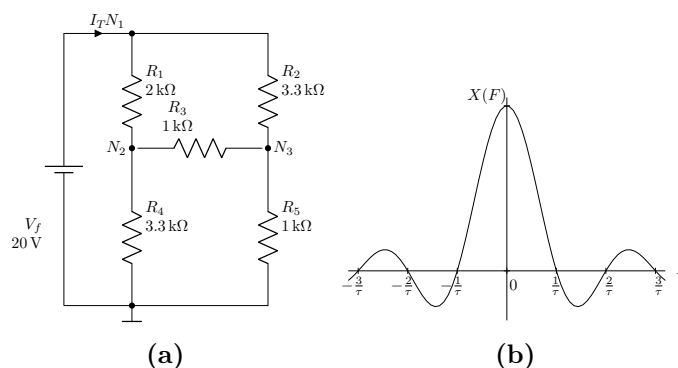 I_T N_1
R_1
2 kΩ
R_2
3.3 kΩ
R_3
1 kΩ
N_2
N_3
V_f
20 V
R_4
3.3 kΩ
R_5
1 kΩ
(a)
X(F)
-3/τ -2/τ -1/τ 0 1/τ 2/τ 3/τ
(b)